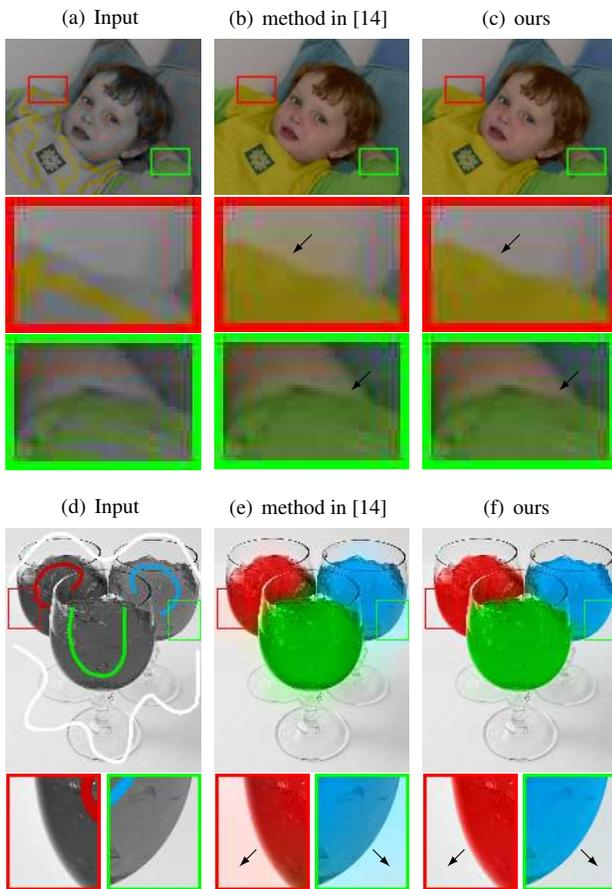 (a) Input (b) method in [14] (c) ours
(d) Input (e) method in [14] (f) ours